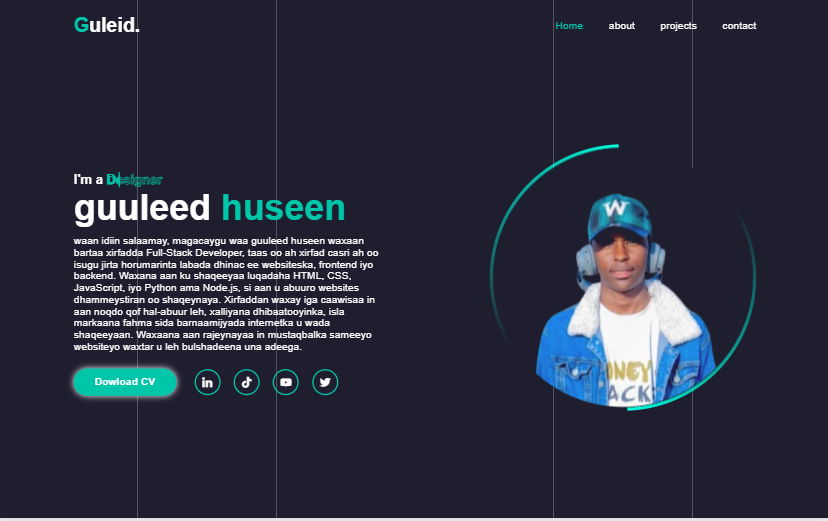 Guleid.
Home about projects contact
I'm a Designer
guuleed huseen
waan idiin salaamay, magacaygu waa guuleed huseen waxaan
bartaa xirfadda Full-Stack Developer, taas oo ah xirfad casri ah oo
isugu jirta horumarinta labada dhinac ee websiteska, frontend iyo
backend. Waxana aan ku shaqeeyaa luqadaha HTML, CSS,
JavaScript, iyo Python ama Node.js, si aan u abuuro websites
dhammeystiran oo shaqeynaya. Xirfaddan waxay iga caawisaa in
aan noqdo qof hal-abuur leh, xalliyana dhibaatooyinka, isla
markaana fahma sida barnaamijyada internetka u wada
shaqeeyaan. Waxaana aan rajeynayaa in mustaqbalka sameeyo
websiteyo waxtar u leh bulshadeena una adeega.
Dowload CV
in
W